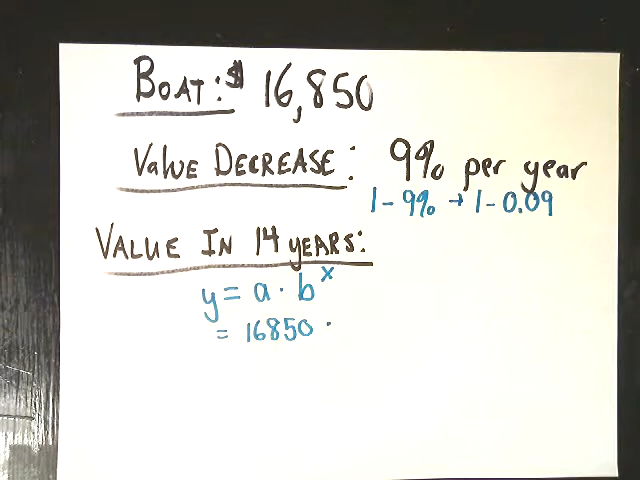 BOAT: $ 16,850
VALUE DECREASE: 9% per year
1 - 9% → 1 - 0.09
VALUE IN 14 YEARS:
y = a · b^x
= 16850 ·